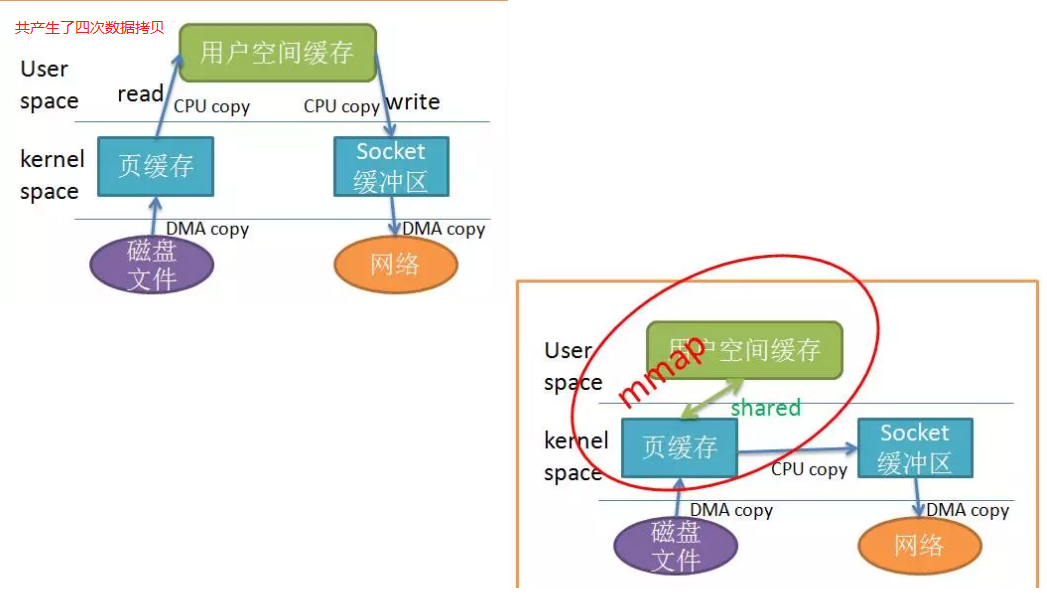 共产生了四次数据拷贝
用户空间缓存
User
space
read
CPU copy
CPU copy
write
kernel
space
页缓存
Socket
缓冲区
DMA copy
DMA copy
磁盘
文件
网络
User
space
用户空间缓存
mmap
shared
kernel
space
页缓存
Socket
缓冲区
CPU copy
DMA copy
DMA copy
磁盘
文件
网络